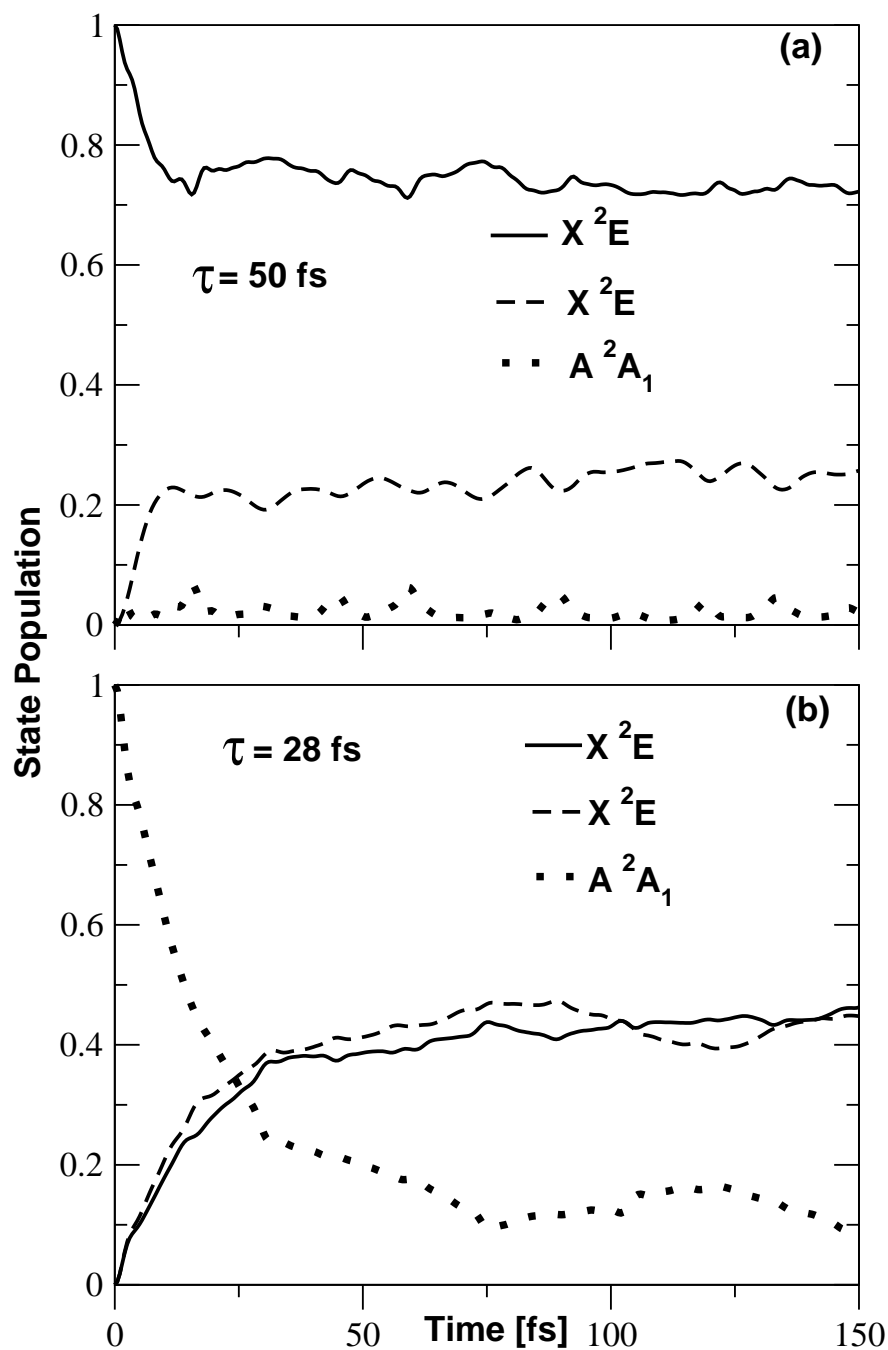 1
(a)
0.8
X ²E
τ = 50 fs
X ²E
0.6
A ²A₁
0.4
0.2
0
State Population
1
(b)
X ²E
τ = 28 fs
0.8
X ²E
A ²A₁
0.6
0.4
0.2
0
0 50 100 150
Time [fs]